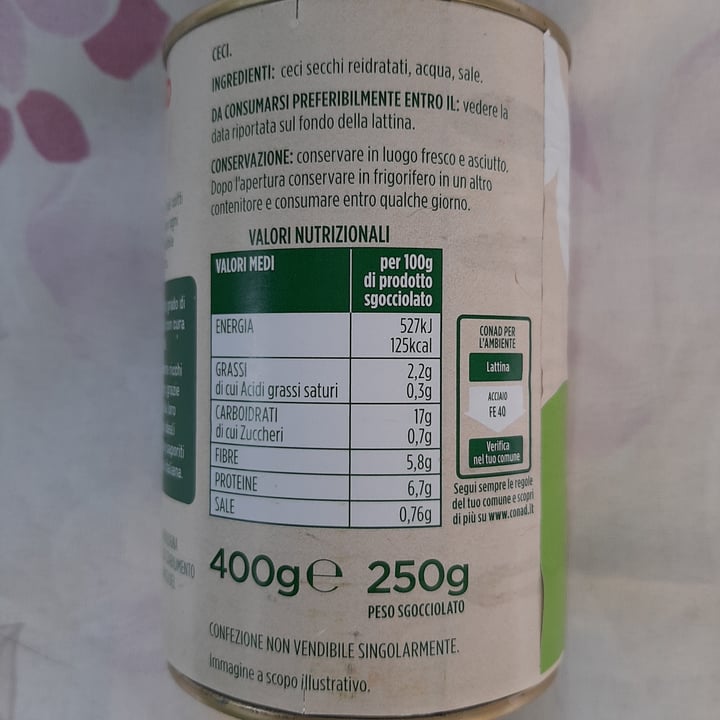 CECI.
INGREDIENTI: ceci secchi reidratati, acqua, sale.
DA CONSUMARSI PREFERIBILMENTE ENTRO IL: vedere la
data riportata sul fondo della lattina.
CONSERVAZIONE: conservare in luogo fresco e asciutto.
Dopo l'apertura conservare in frigorifero in un altro
contenitore e consumare entro qualche giorno.
VALORI NUTRIZIONALI
VALORI MEDI per 100g
di prodotto
sgocciolato
ENERGIA 527kJ
125kcal
GRASSI 2,2g
di cui Acidi grassi saturi 0,3g
CARBOIDRATI 17g
di cui Zuccheri 0,7g
FIBRE 5,8g
PROTEINE 6,7g
SALE 0,76g
CONAD PER
L'AMBIENTE
Lattina
ACCIAIO
FE 40
Verifica
nel tuo comune
Segui sempre le regole
del tuo comune e scopri
di più su www.conad.it
400g℮ 250g
PESO SGOCCIOLATO
CONFEZIONE NON VENDIBILE SINGOLARMENTE.
Immagine a scopo illustrativo.